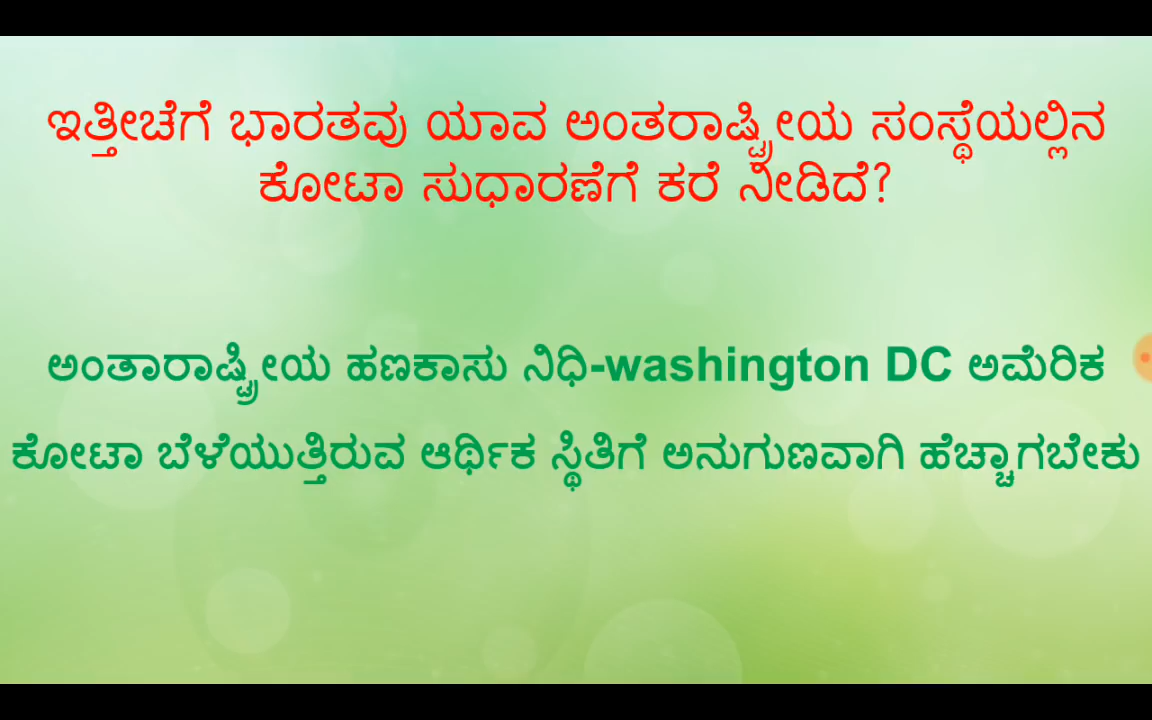 ಇತ್ತೀಚೆಗೆ ಭಾರತವು ಯಾವ ಅಂತರಾಷ್ಟ್ರೀಯ ಸಂಸ್ಥೆಯಲ್ಲಿನ
ಕೋಟಾ ಸುಧಾರಣೆಗೆ ಕರೆ ನೀಡಿದೆ?
ಅಂತಾರಾಷ್ಟ್ರೀಯ ಹಣಕಾಸು ನಿಧಿ-washington DC ಅಮೆರಿಕ
ಕೋಟಾ ಬೆಳೆಯುತ್ತಿರುವ ಆರ್ಥಿಕ ಸ್ಥಿತಿಗೆ ಅನುಗುಣವಾಗಿ ಹೆಚ್ಚಾಗಬೇಕು